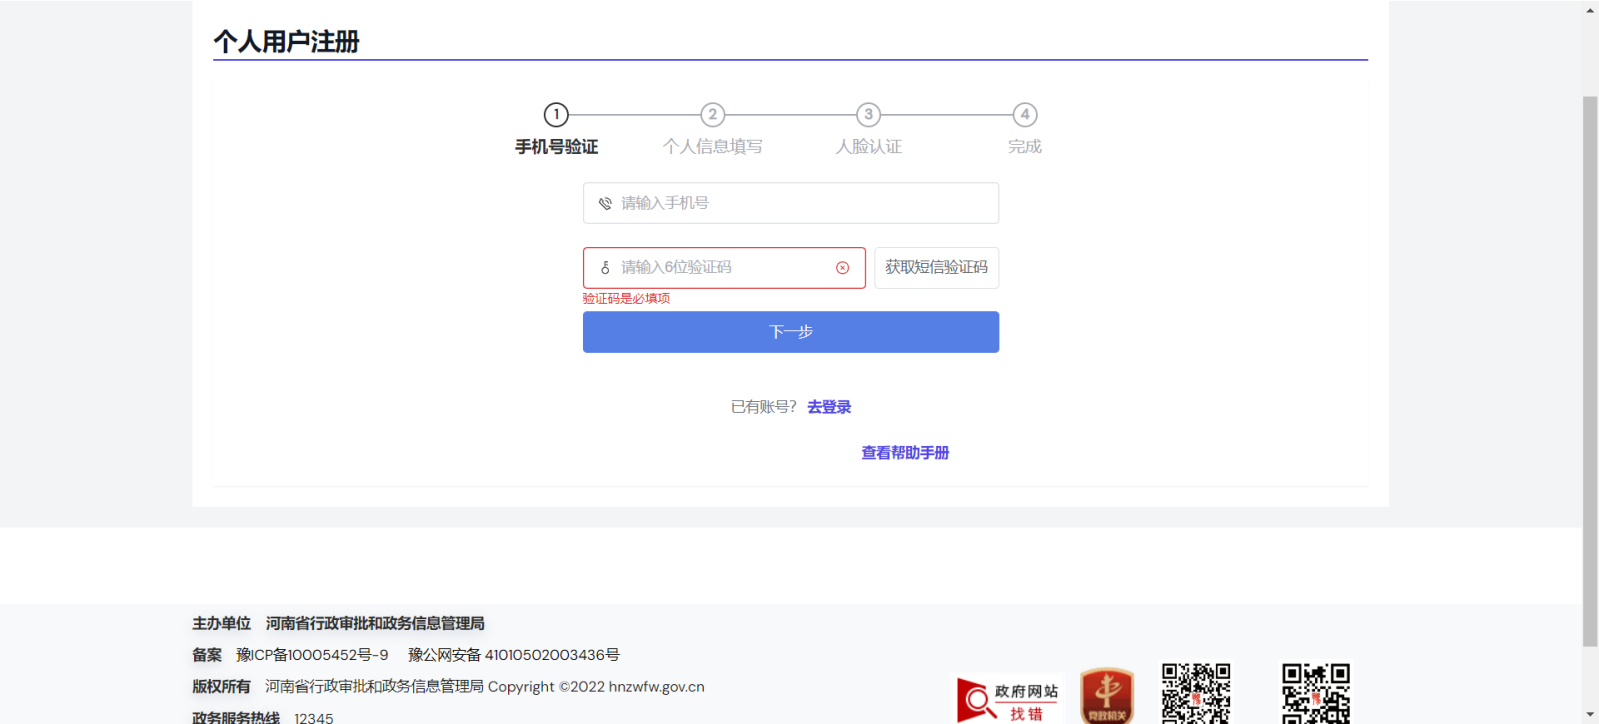 个人用户注册
1 2 3 4
手机号验证 个人信息填写 人脸认证 完成
请输入手机号
请输入6位验证码 获取短信验证码
验证码是必填项
下一步
已有账号? 去登录
查看帮助手册
主办单位 河南省行政审批和政务信息管理局
备案 豫ICP备10005452号-9 豫公网安备 41010502003436号
版权所有 河南省行政审批和政务信息管理局 Copyright ©2022 hnzwfw.gov.cn
政务服务热线 12345
政府网站
找错
党政机关